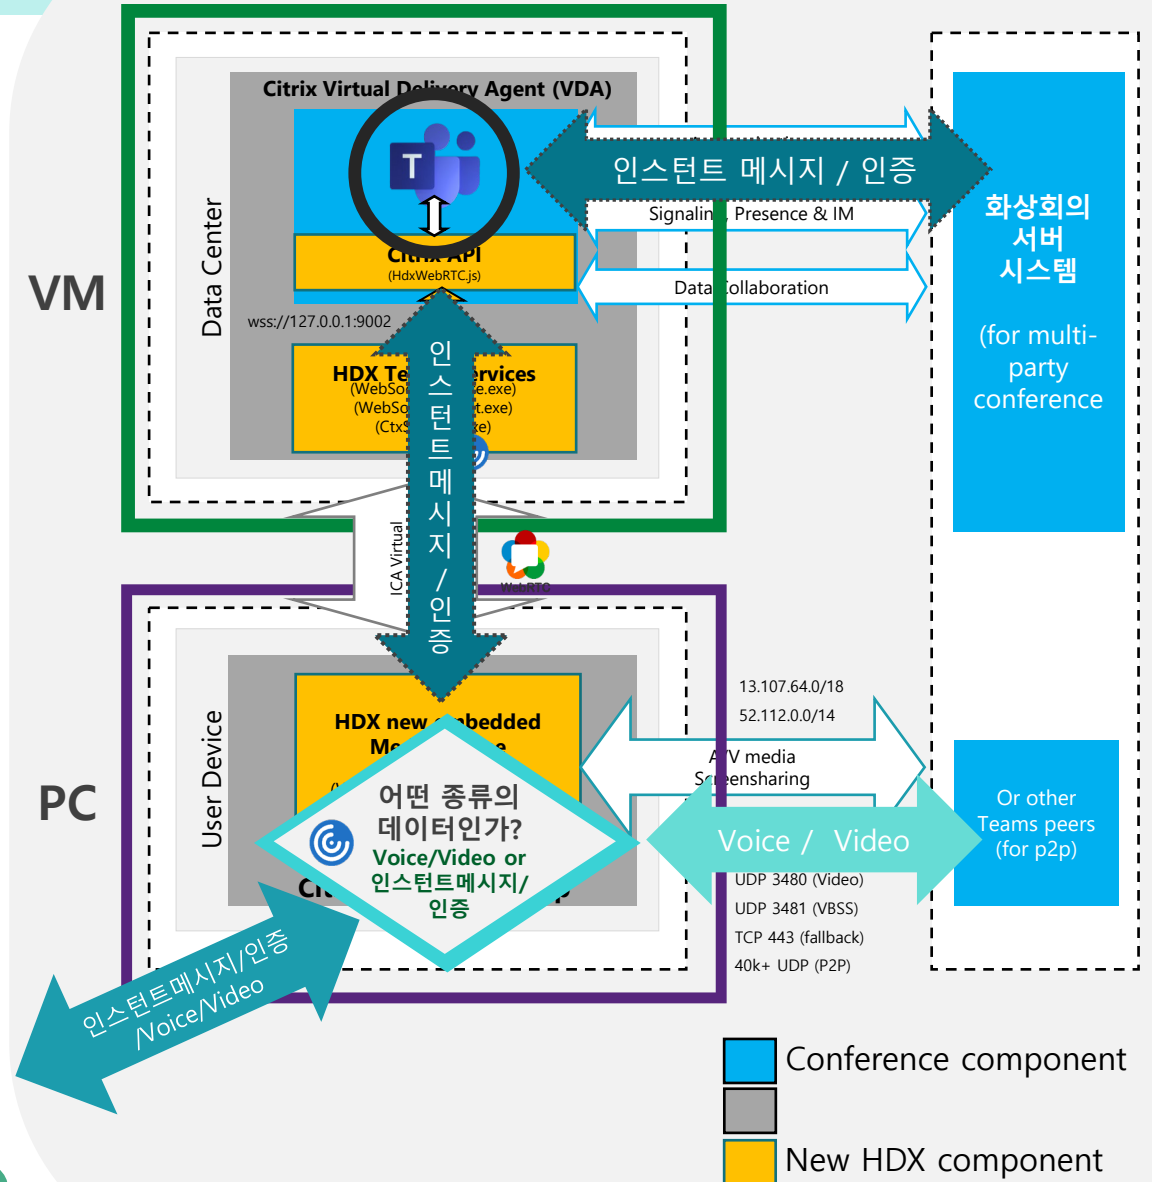 Citrix Virtual Delivery Agent (VDA)
T
인스턴트 메시지 / 인증
Signaling, Presence & IM
Citrix API
(HdxWebRTC.js)
Data Collaboration
화상회의
서버
시스템
(for multi-
party
conference
VM
Data Center
wss://127.0.0.1:9002
HDX
(WebSo
(WebSo
인스턴트메시지/인증
ICA Virtual
WebRTC
13.107.64.0/18
52.112.0.0/14
HDX new embedded
A/V media
Screensharing
PC
User Device
어떤 종류의
데이터인가?
Voice/Video or
인스턴트메시지/
인증
Voice / Video
Or other
Teams peers
(for p2p)
UDP 3480 (Video)
UDP 3481 (VBSS)
TCP 443 (fallback)
40k+ UDP (P2P)
인스턴트메시지/인증
/Voice/Video
Conference component
New HDX component